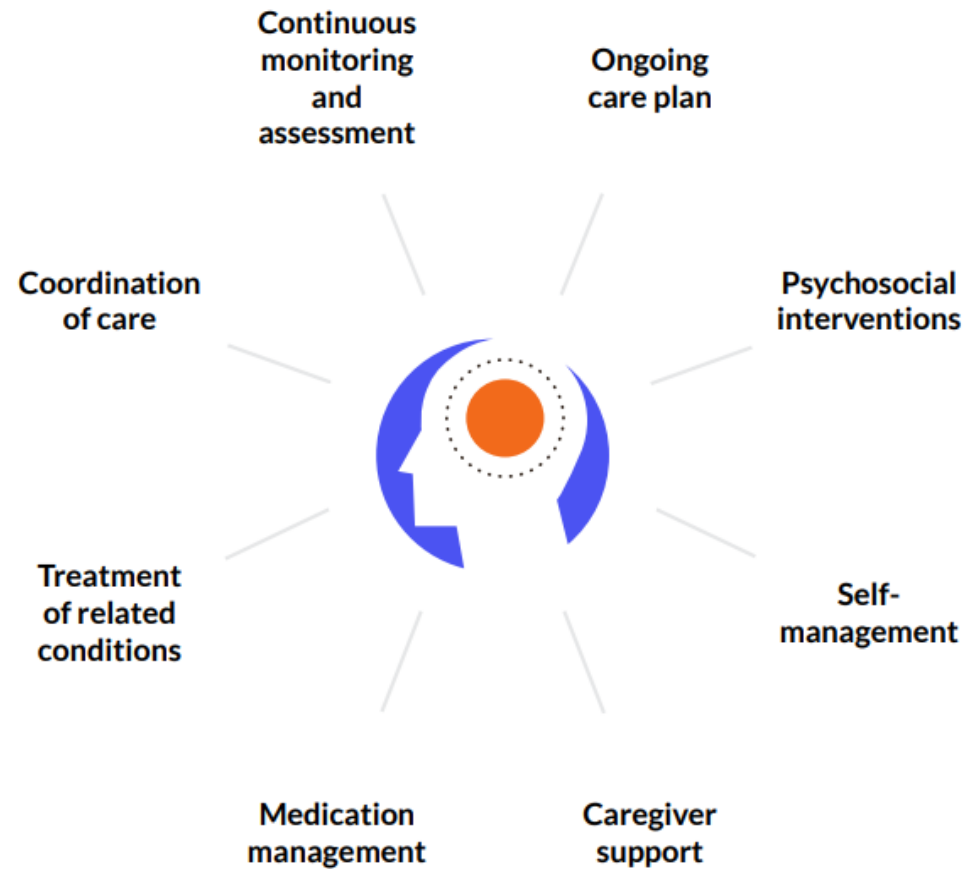 Continuous
monitoring
and
assessment
Ongoing
care plan
Coordination
of care
Psychosocial
interventions
Treatment
of related
conditions
Self-
management
Medication
management
Caregiver
support